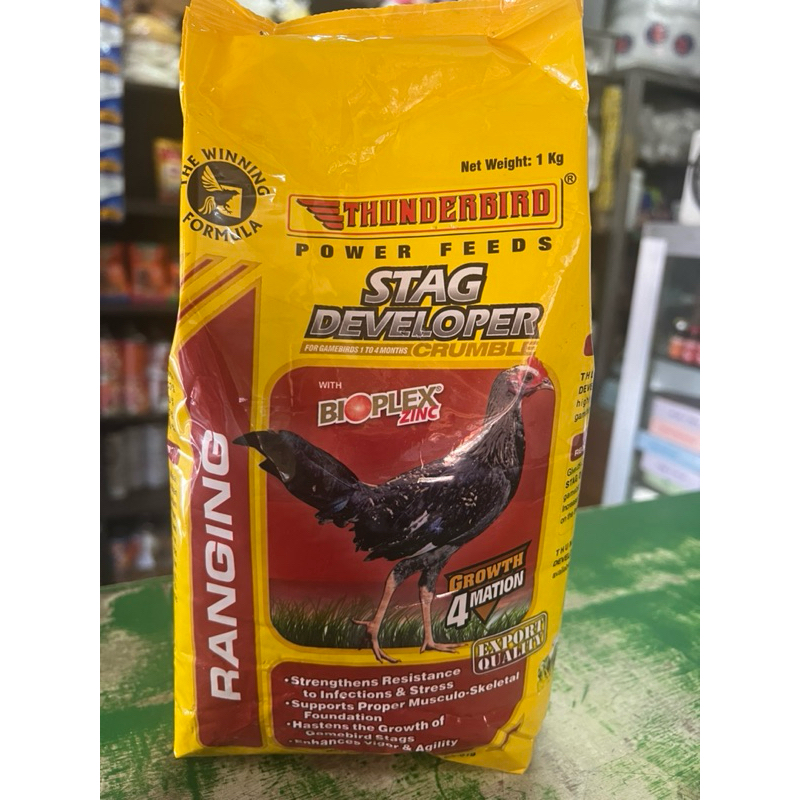 THE WINNING
FORMULA
Net Weight: 1 Kg
THUNDERBIRD®
POWER FEEDS
STAG
DEVELOPER
FOR GAMEBIRDS 1 TO 4 MONTHS CRUMBLE
WITH
BIOPLEX®
ZINC
RANGING
GROWTH
4MATION
EXPORT
QUALITY
•Strengthens Resistance
to Infections & Stress
•Supports Proper Musculo-Skeletal
Foundation
•Hastens the Growth of
Gamebird Stags
•Enhances Vigor & Agility